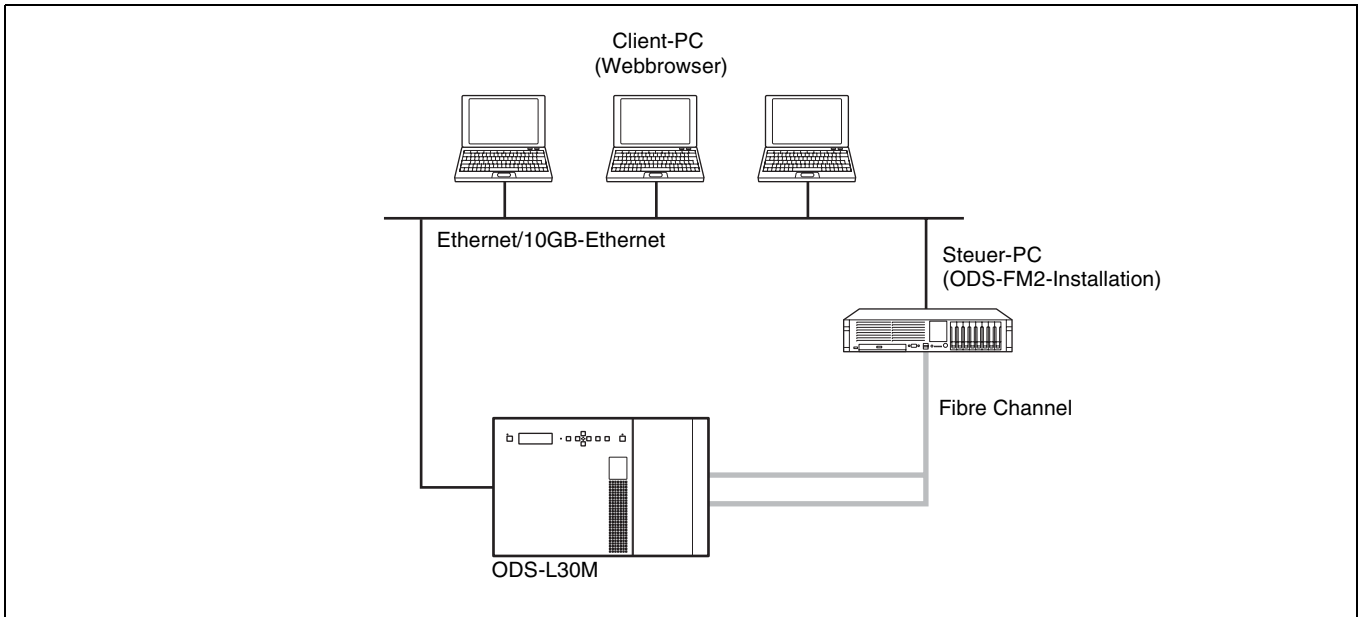 Client-PC
(Webbrowser)
Ethernet/10GB-Ethernet
Steuer-PC
(ODS-FM2-Installation)
Fibre Channel
ODS-L30M